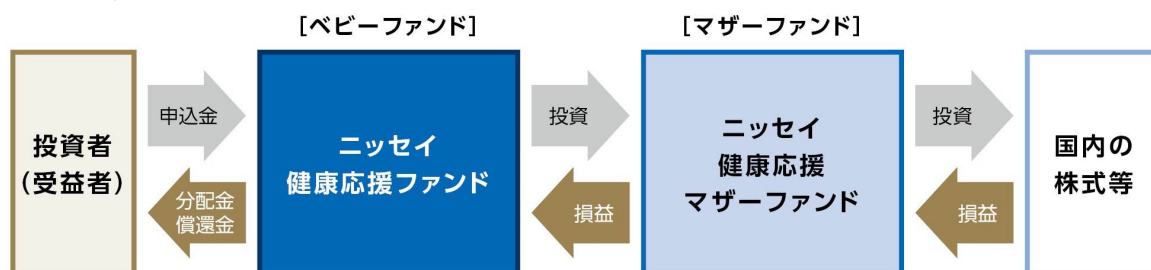 [ベビーファンド]
[マザーファンド]
投資者
(受益者)
申込金
分配金
償還金
ニッセイ
健康応援ファンド
投資
損益
ニッセイ
健康応援
マザーファンド
投資
損益
国内の
株式等